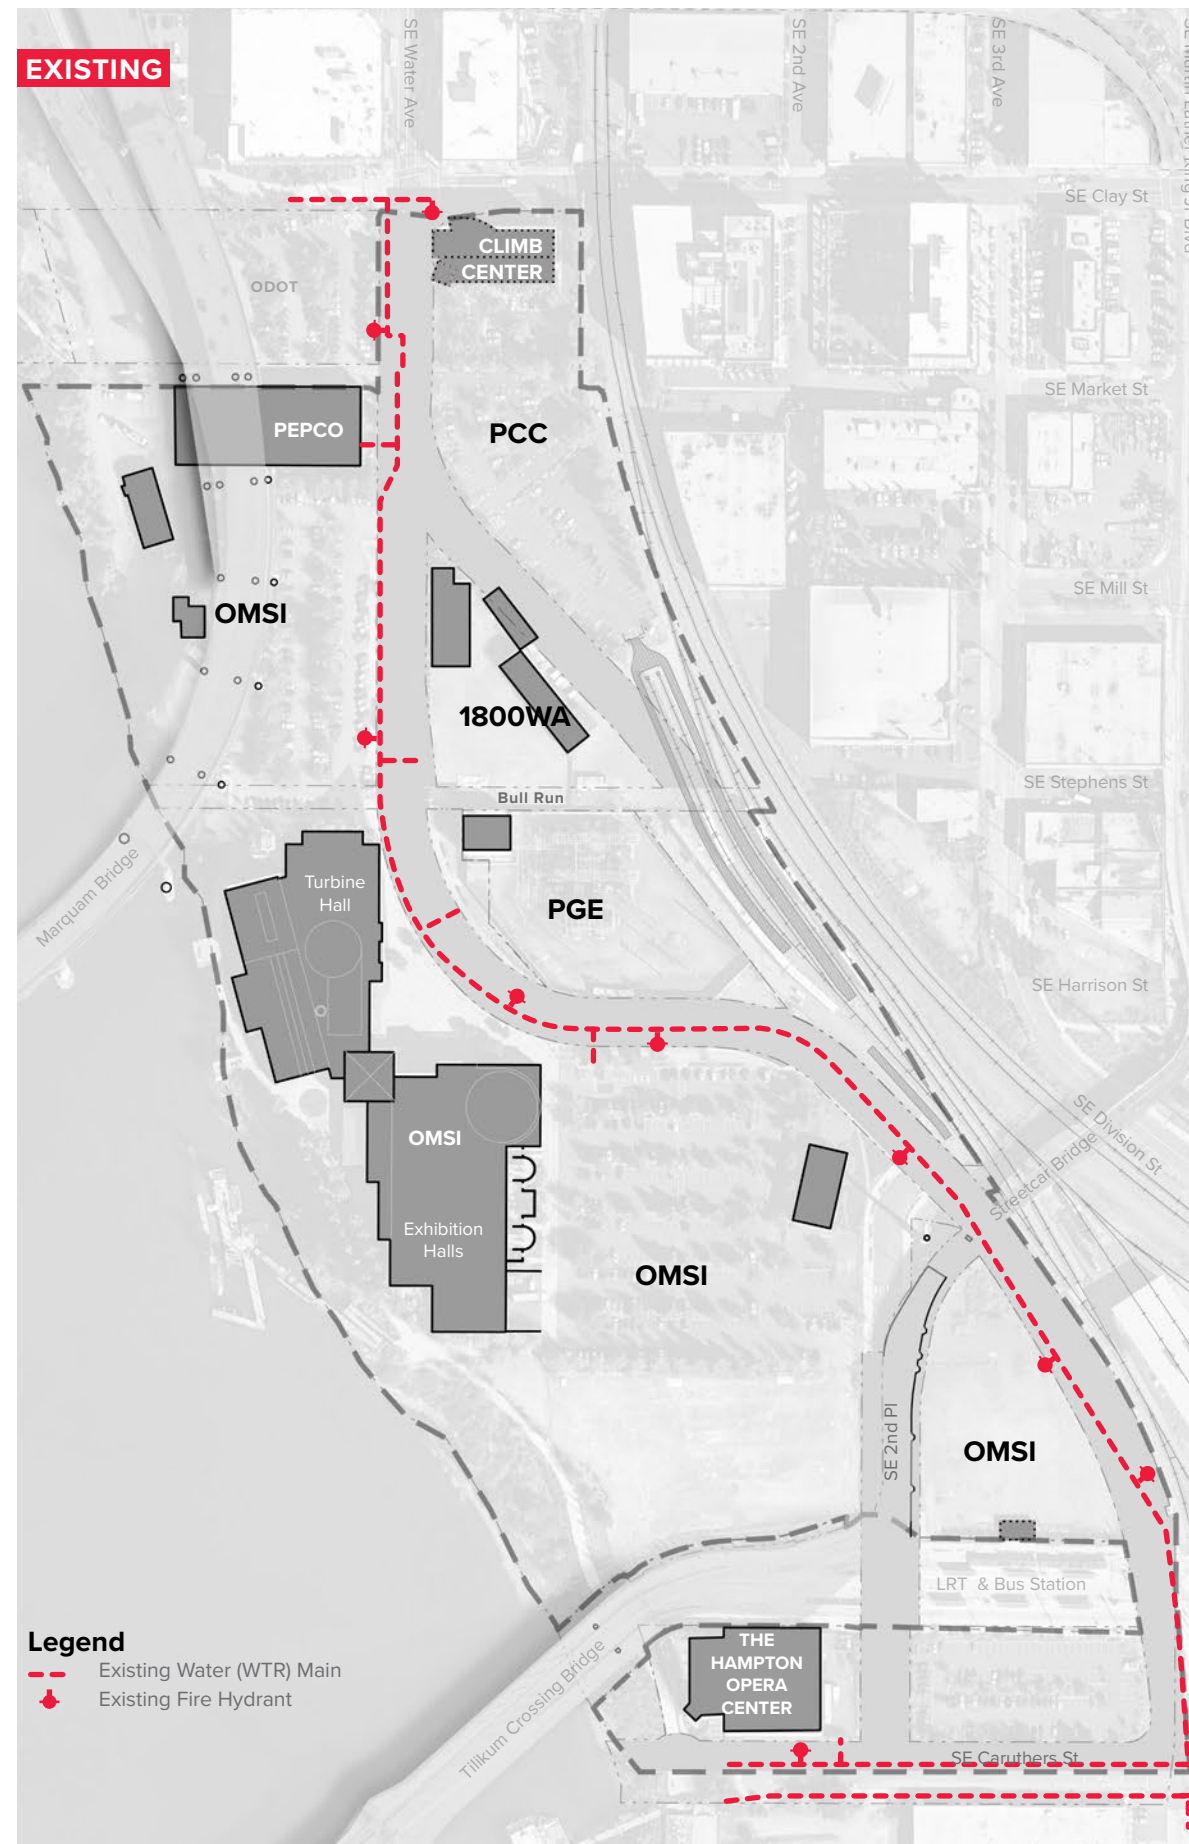 EXISTING
SE Water Ave
SE 2nd Ave
SE 3rd Ave
SE Clay St
CLIMB
CENTER
ODOT
SE Market St
PEPCO
PCC
SE Mill St
OMSI
1800WA
SE Stephens St
Bull Run
Marquam Bridge
Turbine
Hall
PGE
SE Harrison St
SE Division St
Streetcar Bridge
OMSI
Exhibition
Halls
OMSI
SE 2nd Pl
OMSI
LRT & Bus Station
Legend
Existing Water (WTR) Main
Existing Fire Hydrant
THE
HAMPTON
OPERA
CENTER
Tilikum Crossing Bridge
SE Caruthers St